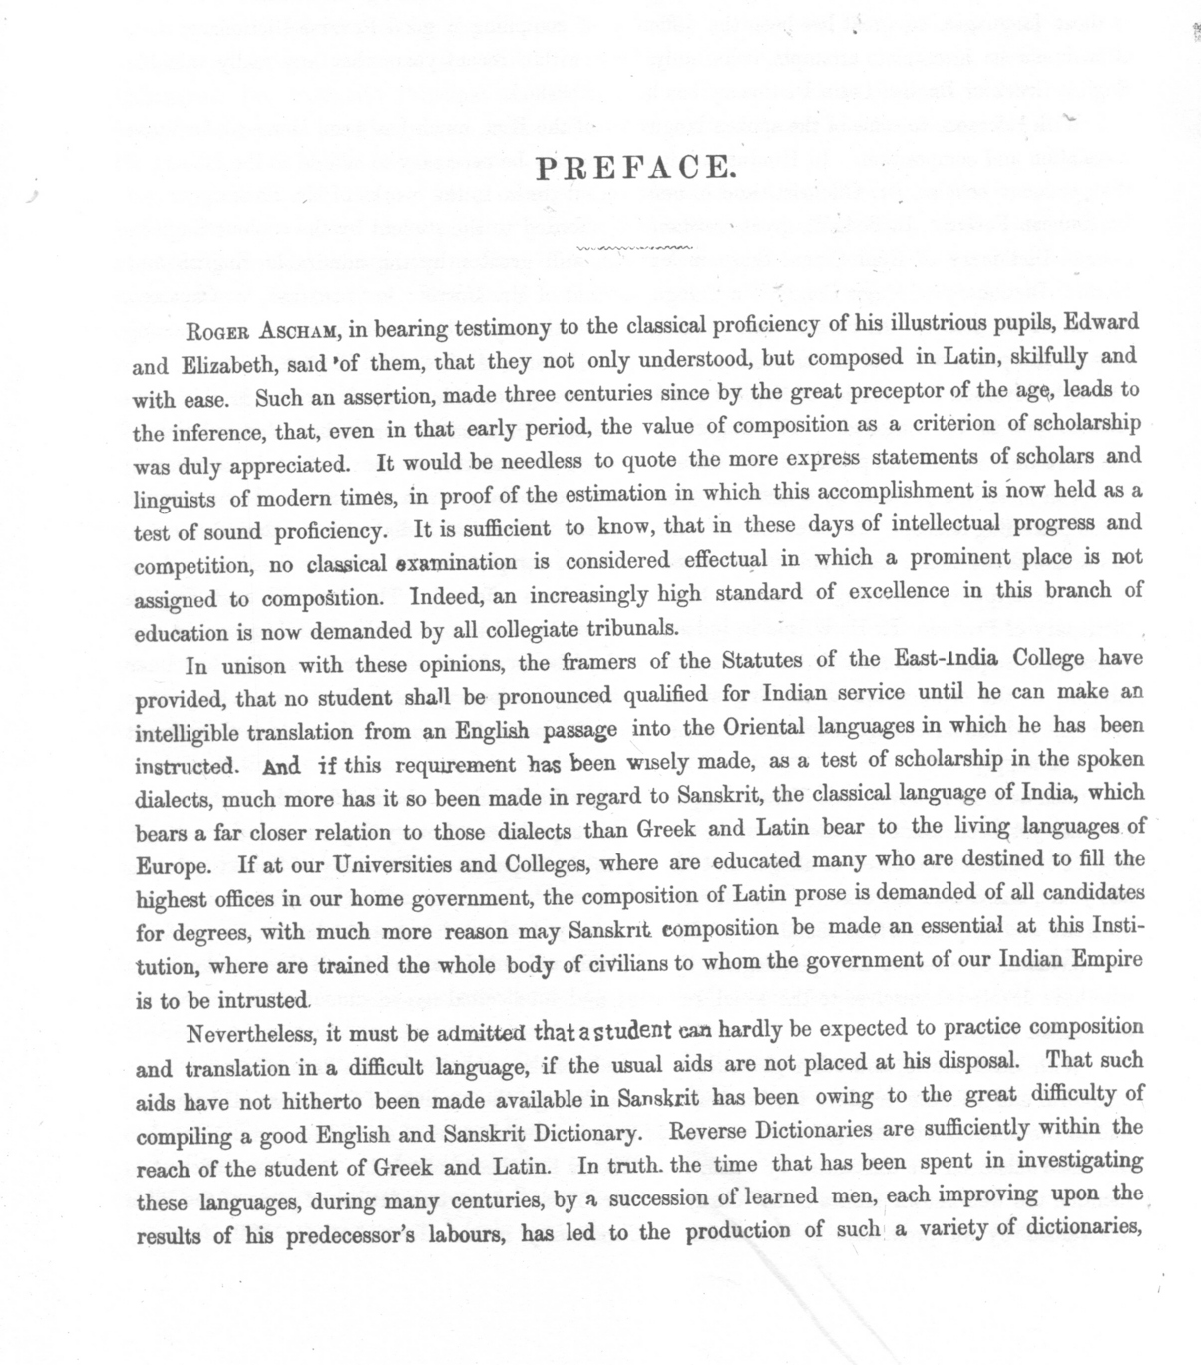 PREFACE.
ROGER ASCHAM, in bearing testimony to the classical proficiency of his illustrious pupils, Edward
and Elizabeth, said of them, that they not only understood, but composed in Latin, skilfully and
with ease. Such an assertion, made three centuries since by the great preceptor of the age, leads to
the inference, that, even in that early period, the value of composition as a criterion of scholarship
was duly appreciated. It would be needless to quote the more express statements of scholars and
linguists of modern times, in proof of the estimation in which this accomplishment is now held as a
test of sound proficiency. It is sufficient to know, that in these days of intellectual progress and
competition, no classical examination is considered effectual in which a prominent place is not
assigned to composition. Indeed, an increasingly high standard of excellence in this branch of
education is now demanded by all collegiate tribunals.
In unison with these opinions, the framers of the Statutes of the East-India College have
provided, that no student shall be pronounced qualified for Indian service until he can make an
intelligible translation from an English passage into the Oriental languages in which he has been
instructed. And if this requirement has been wisely made, as a test of scholarship in the spoken
dialects, much more has it so been made in regard to Sanskrit, the classical language of India, which
bears a far closer relation to those dialects than Greek and Latin bear to the living languages of
Europe. If at our Universities and Colleges, where are educated many who are destined to fill the
highest offices in our home government, the composition of Latin prose is demanded of all candidates
for degrees, with much more reason may Sanskrit composition be made an essential at this Insti-
tution, where are trained the whole body of civilians to whom the government of our Indian Empire
is to be intrusted.
Nevertheless, it must be admitted that a student can hardly be expected to practice composition
and translation in a difficult language, if the usual aids are not placed at his disposal. That such
aids have not hitherto been made available in Sanskrit has been owing to the great difficulty of
compiling a good English and Sanskrit Dictionary. Reverse Dictionaries are sufficiently within the
reach of the student of Greek and Latin. In truth. the time that has been spent in investigating
these languages, during many centuries, by a succession of learned men, each improving upon the
results of his predecessor's labours, has led to the production of such a variety of dictionaries,